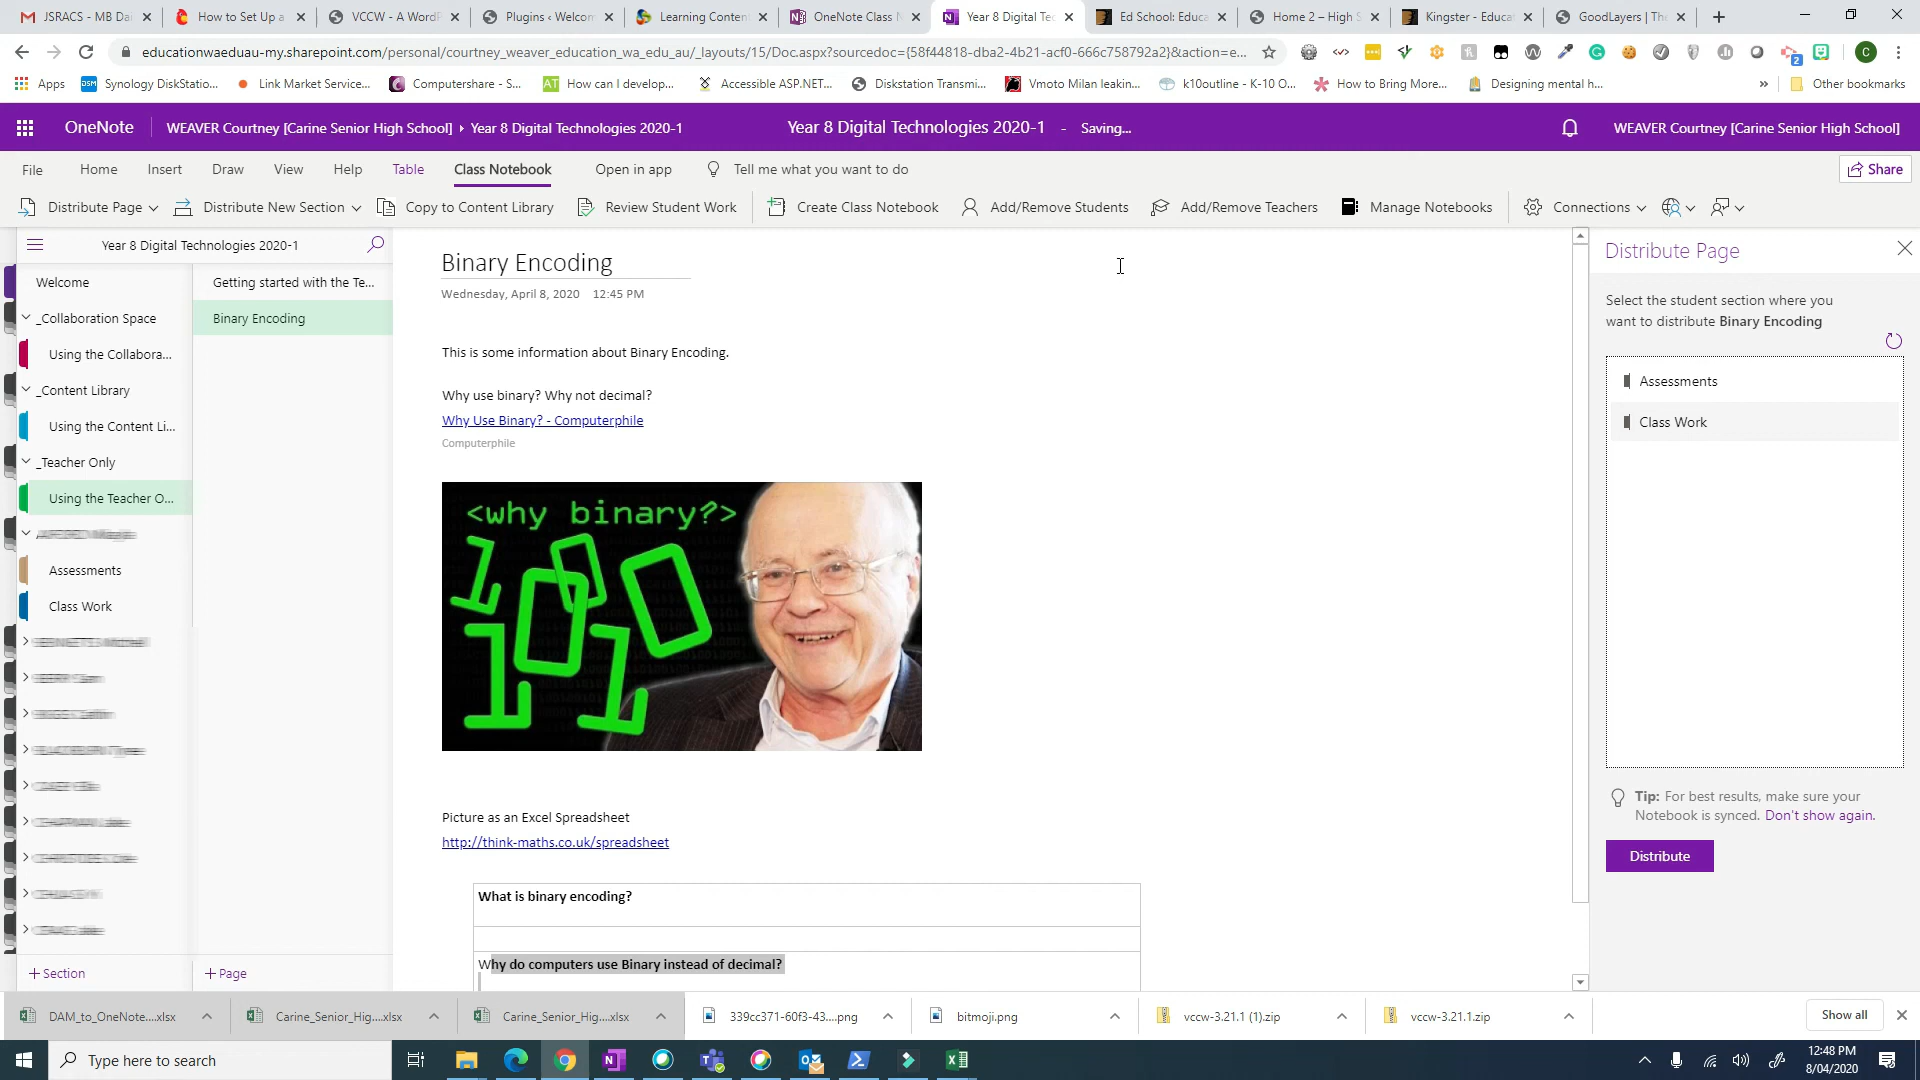 JSRACS - MB Da
How to Set Up a
VCCW - A WordP
Plugins ‹ Welcom
Learning Conten
OneNote Class N
Year 8 Digital Tec
Ed School: Educa
Home 2 – High S
Kingster - Educat
GoodLayers | The
educationwaeduau-my.sharepoint.com/personal/courtney_weaver_education_wa_edu_au/_layouts/15/Doc.aspx?sourcedoc={58f44818-dba2-4b21-acf0-666c758792a2}&action=e...
Apps
Synology DiskStatio...
Link Market Service...
Computershare - S...
How can I develop...
Accessible ASP.NET...
Diskstation Transmi...
Vmoto Milan leakin...
k10outline - K-10 O...
How to Bring More...
Designing mental h...
»
Other bookmarks
OneNote
WEAVER Courtney [Carine Senior High School] › Year 8 Digital Technologies 2020-1
Year 8 Digital Technologies 2020-1 - Saving...
WEAVER Courtney [Carine Senior High School]
File
Home
Insert
Draw
View
Help
Table
Class Notebook
Open in app
Tell me what you want to do
Share
Distribute Page
Distribute New Section
Copy to Content Library
Review Student Work
Create Class Notebook
Add/Remove Students
Add/Remove Teachers
Manage Notebooks
Connections
Year 8 Digital Technologies 2020-1
Welcome
_Collaboration Space
Using the Collabora...
_Content Library
Using the Content Li...
_Teacher Only
Using the Teacher O...
Assessments
Class Work
+ Section
Getting started with the Te...
Binary Encoding
+ Page
Binary Encoding
Wednesday, April 8, 2020 12:45 PM
This is some information about Binary Encoding.
Why use binary? Why not decimal?
Why Use Binary? - Computerphile
Computerphile
<why binary?>
Picture as an Excel Spreadsheet
http://think-maths.co.uk/spreadsheet
What is binary encoding?
Why do computers use Binary instead of decimal?
Distribute Page
Select the student section where you
want to distribute Binary Encoding
Assessments
Class Work
Tip: For best results, make sure your
Notebook is synced. Don't show again.
Distribute
DAM_to_OneNote....xlsx
Carine_Senior_Hig....xlsx
Carine_Senior_Hig....xlsx
339cc371-60f3-43....png
bitmoji.png
vccw-3.21.1 (1).zip
vccw-3.21.1.zip
Show all
Type here to search
12:48 PM
8/04/2020